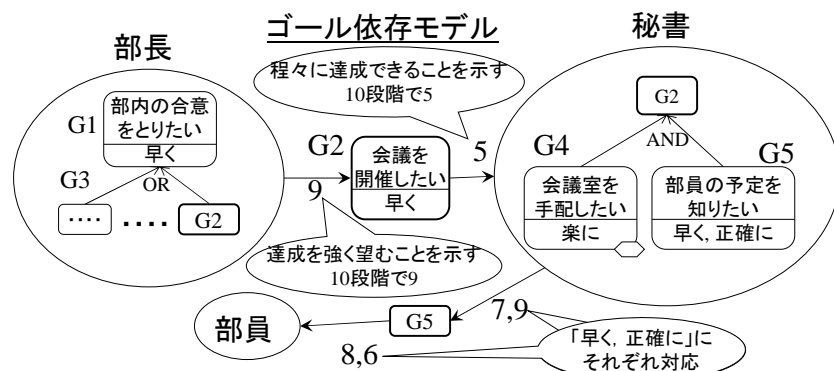 ゴール依存モデル
部長
秘書
程々に達成できることを示す
10段階で5
G1
部内の合意
をとりたい
早く
G3
OR
‥‥
‥‥
G2
G2
会議を
開催したい
早く
9
5
達成を強く望むことを示す
10段階で9
G2
AND
G4
会議室を
手配したい
楽に
G5
部員の予定を
知りたい
早く, 正確に
部員
G5
7,9
8,6
「早く, 正確に」に
それぞれ対応